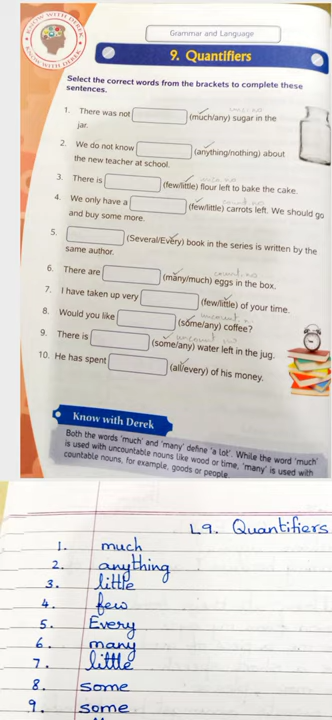 KNOW WITH DEREK
KNOW WITH DEREK
Grammar and Language
9. Quantifiers
Select the correct words from the brackets to complete these
sentences.
1. There was not (much/any) sugar in the
jar.
2. We do not know (anything/nothing) about
the new teacher at school.
3. There is (few/little) flour left to bake the cake.
4. We only have a (few/little) carrots left. We should go
and buy some more.
5. (Several/Every) book in the series is written by the
same author.
6. There are (many/much) eggs in the box.
7. I have taken up very (few/little) of your time.
8. Would you like (some/any) coffee?
9. There is (some/any) water left in the jug.
10. He has spent (all/every) of his money.
Know with Derek
Both the words 'much' and 'many' define 'a lot'. While the word 'much'
is used with uncountable nouns like wood or time, 'many' is used with
countable nouns, for example, goods or people.
L9. Quantifiers
1. much
2. anything
3. little
4. few
5. Every
6. many
7. little
8. some
9. some